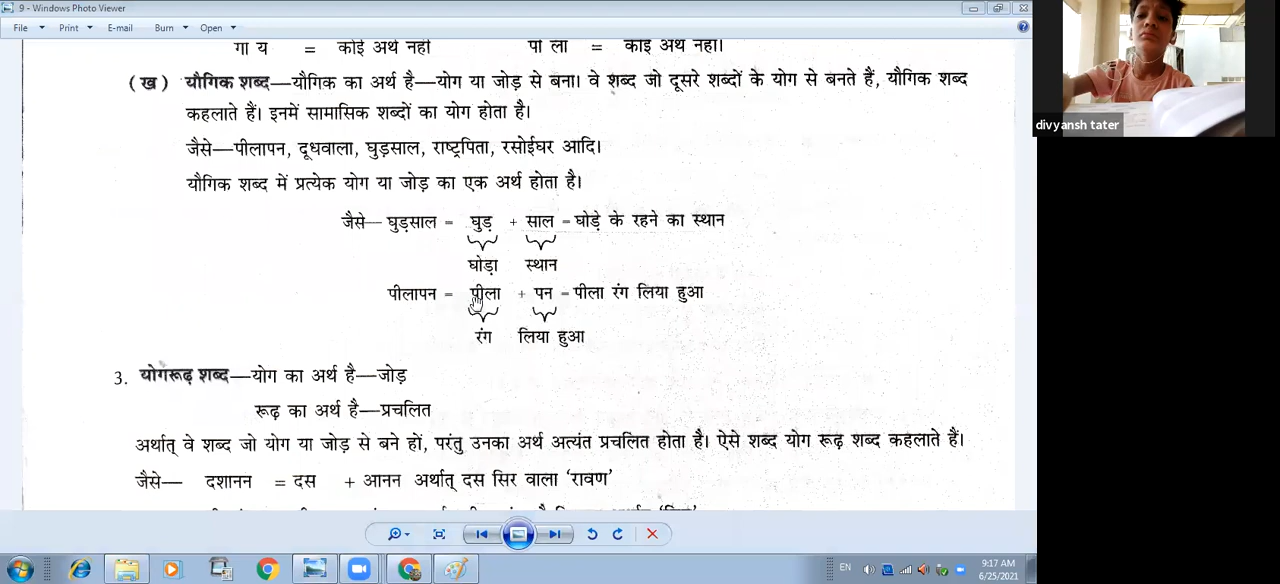 9 - Windows Photo Viewer
File Print E-mail Burn Open
गा य = कोई अर्थ नहीं पी ला = कोई अर्थ नहीं।
(ख) यौगिक शब्द—यौगिक का अर्थ है—योग या जोड़ से बना। वे शब्द जो दूसरे शब्दों के योग से बनते हैं, यौगिक शब्द
कहलाते हैं। इनमें सामासिक शब्दों का योग होता है।
जैसे—पीलापन, दूधवाला, घुड़साल, राष्ट्रपिता, रसोईघर आदि।
यौगिक शब्द में प्रत्येक योग या जोड़ का एक अर्थ होता है।
जैसे— घुड़साल = घुड़ + साल = घोड़े के रहने का स्थान
घोड़ा स्थान
पीलापन = पीला + पन = पीला रंग लिया हुआ
रंग लिया हुआ
3. योगरूढ़ शब्द—योग का अर्थ है—जोड़
रूढ़ का अर्थ है—प्रचलित
अर्थात् वे शब्द जो योग या जोड़ से बने हों, परंतु उनका अर्थ अत्यंत प्रचलित होता है। ऐसे शब्द योग रूढ़ शब्द कहलाते हैं।
जैसे— दशानन = दस + आनन अर्थात् दस सिर वाला ‘रावण’
divyansh tater
EN
9:17 AM
6/25/2021